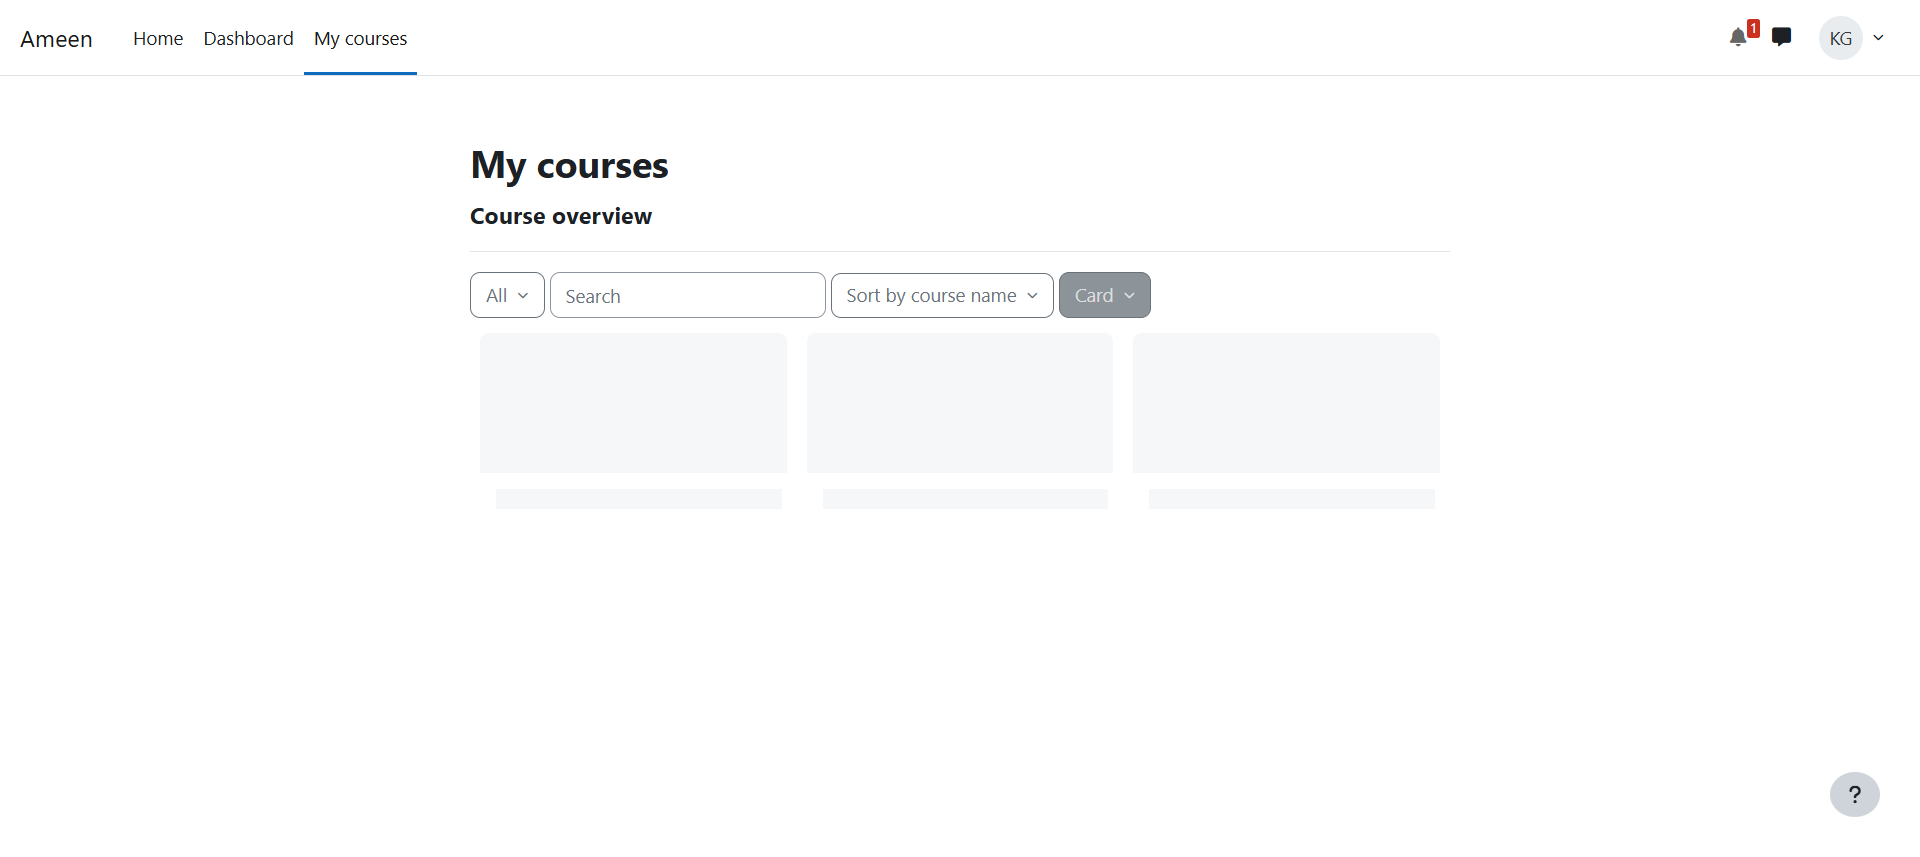 Ameen Home Dashboard My courses 1 KG
My courses
Course overview
All Search Sort by course name Card
?